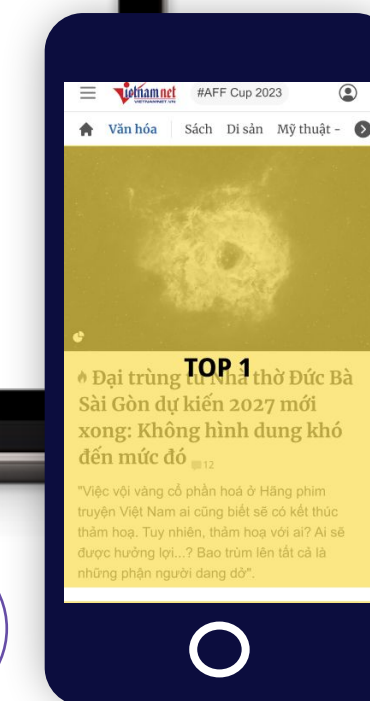 Vietnamnet
VIETNAMNET.VN
#AFF Cup 2023
Văn hóa Sách Di sản Mỹ thuật -
TOP 1
Đại trùng tu Nhà thờ Đức Bà
Sài Gòn dự kiến 2027 mới
xong: Không hình dung khó
đến mức đó 12
"Việc vội vàng cổ phần hoá ở Hãng phim
truyện Việt Nam ai cũng biết sẽ có kết thúc
thảm hoạ. Tuy nhiên, thảm hoạ với ai? Ai sẽ
được hưởng lợi...? Bao trùm lên tất cả là
những phận người dang dở".